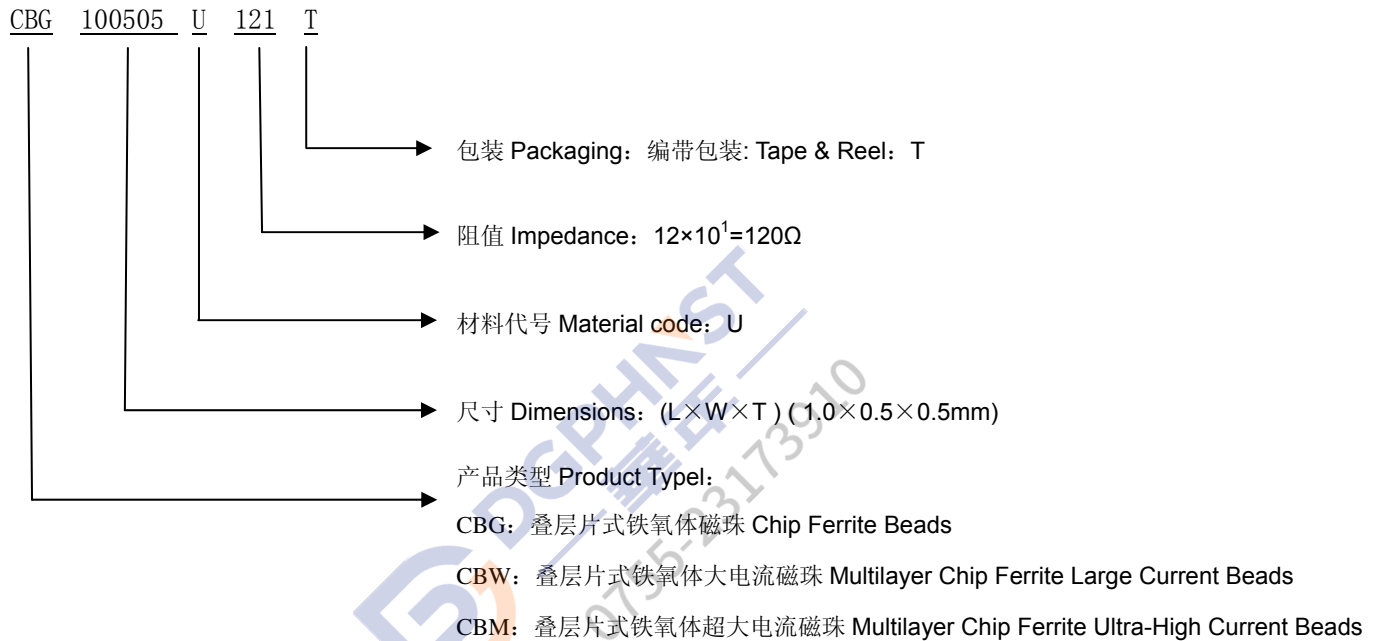 CBG 100505 U 121 T
包装 Packaging：编带包装: Tape & Reel：T
阻值 Impedance：12×10¹=120Ω
材料代号 Material code：U
尺寸 Dimensions：(L×W×T ) ( 1.0×0.5×0.5mm)
产品类型 Product Typel：
CBG：叠层片式铁氧体磁珠 Chip Ferrite Beads
CBW：叠层片式铁氧体大电流磁珠 Multilayer Chip Ferrite Large Current Beads
CBM：叠层片式铁氧体超大电流磁珠 Multilayer Chip Ferrite Ultra-High Current Beads
DGPHNST
0755-23173910